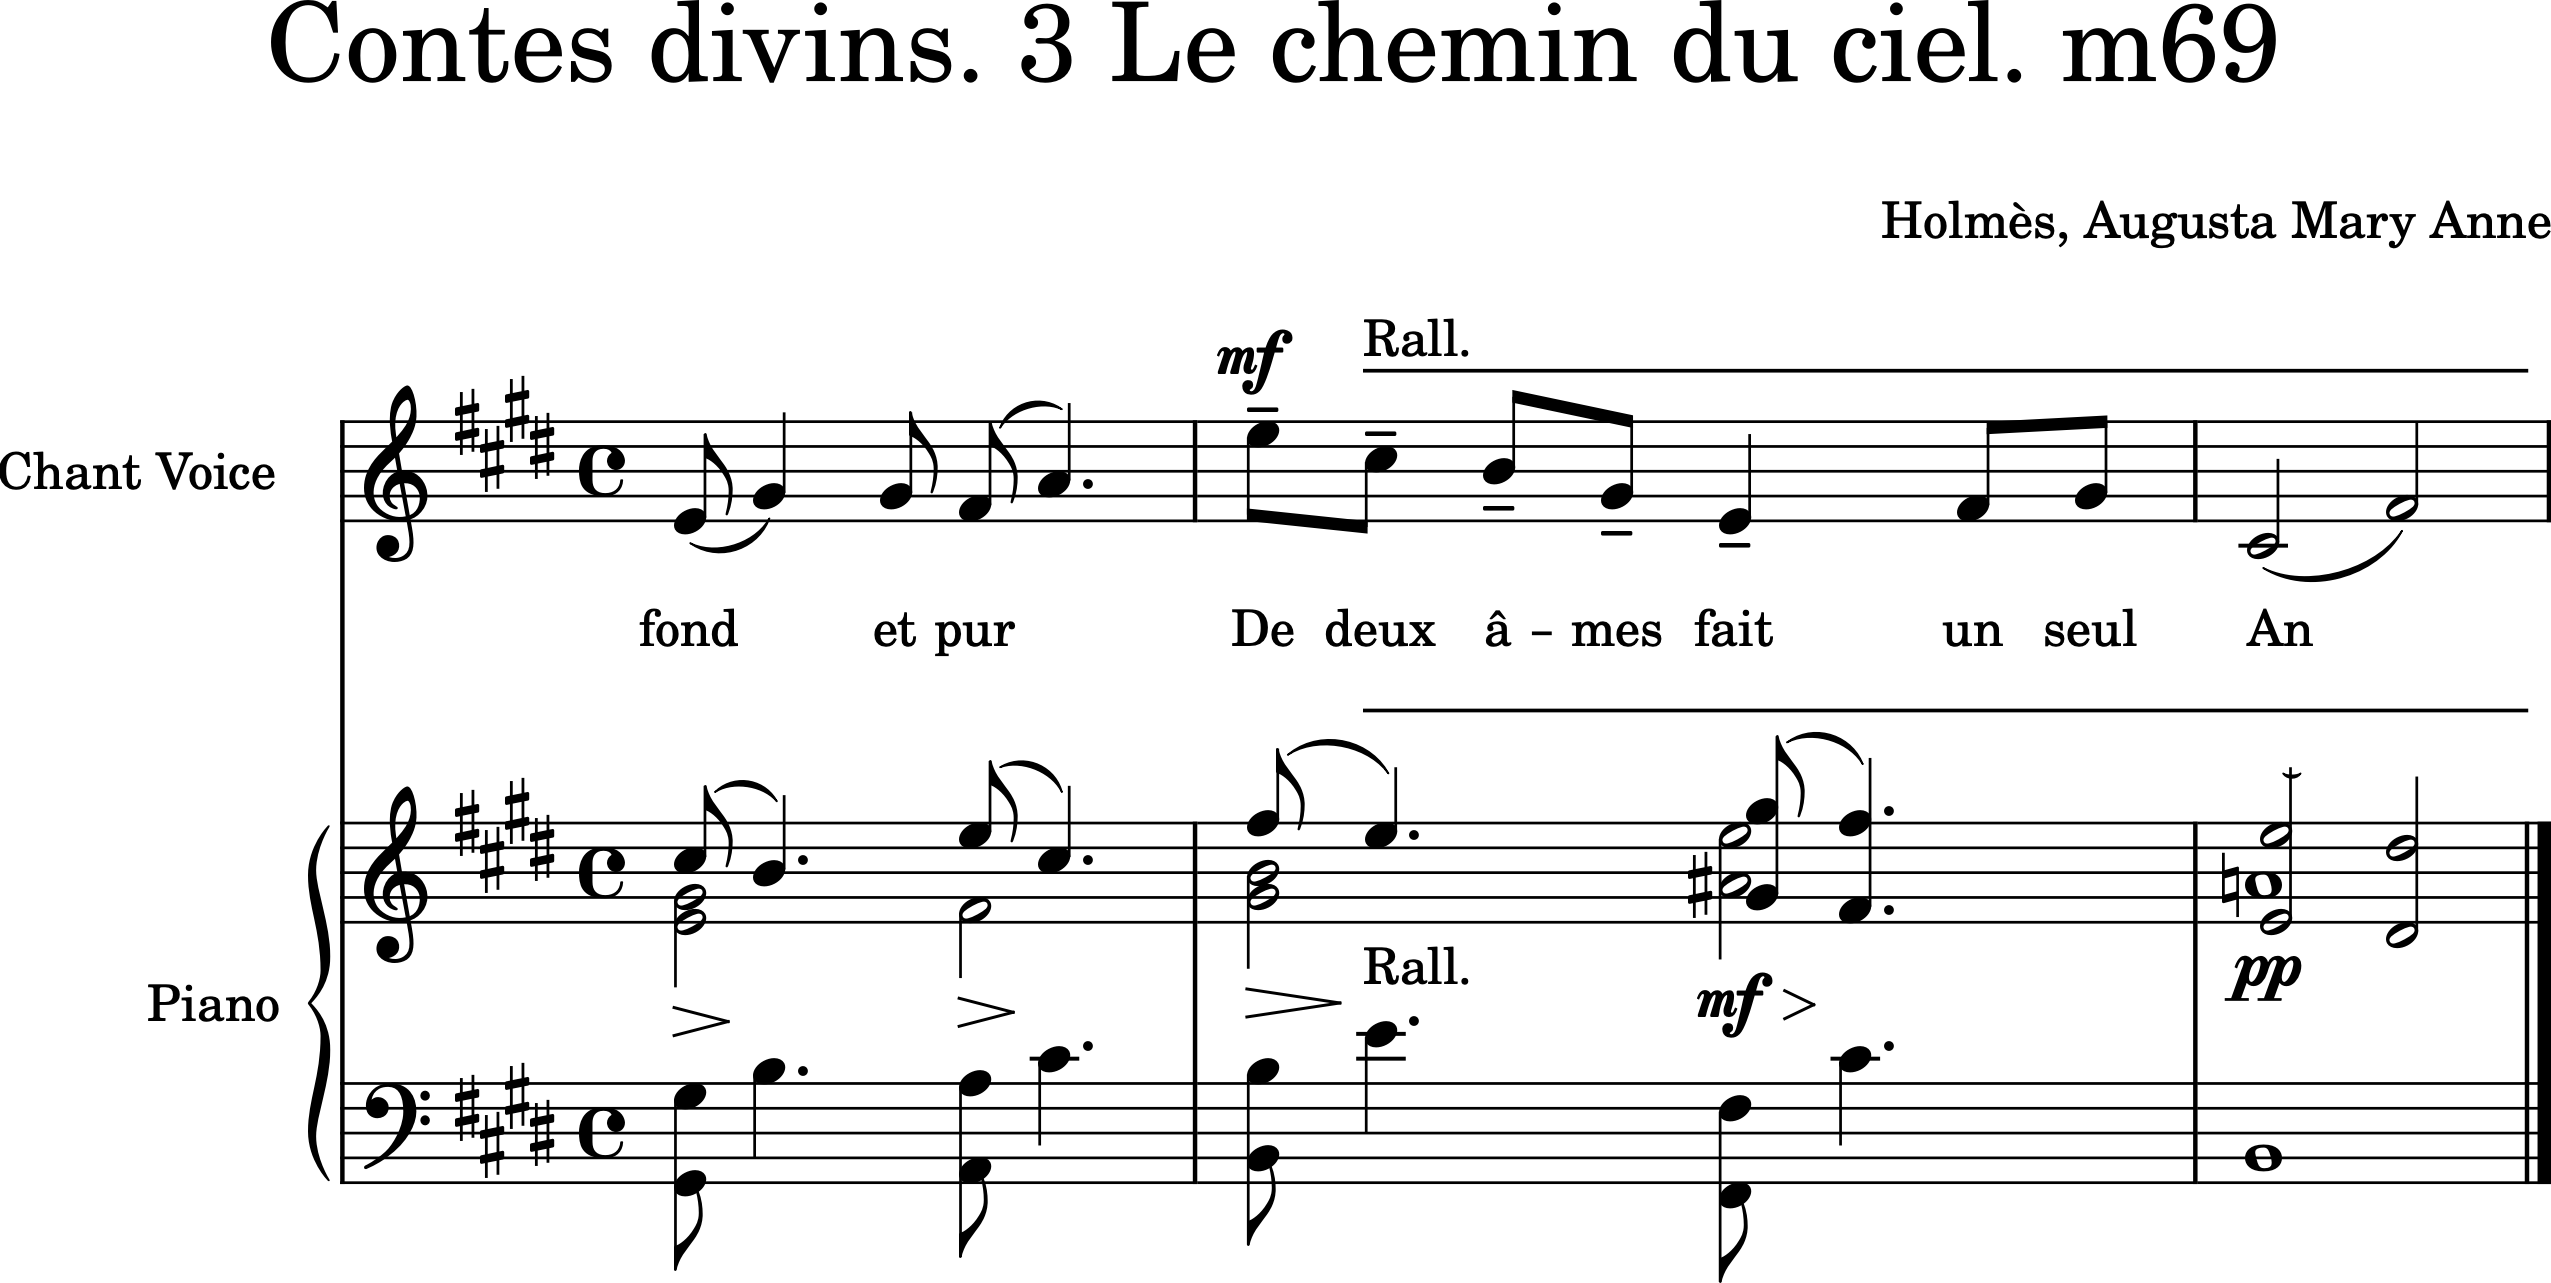 Contes divins. 3 Le chemin du ciel. m69
Holmès, Augusta Mary Anne
mf Rall.
Chant Voice
fond et pur De deux â – mes fait un seul An
Rall.
mf pp
Piano